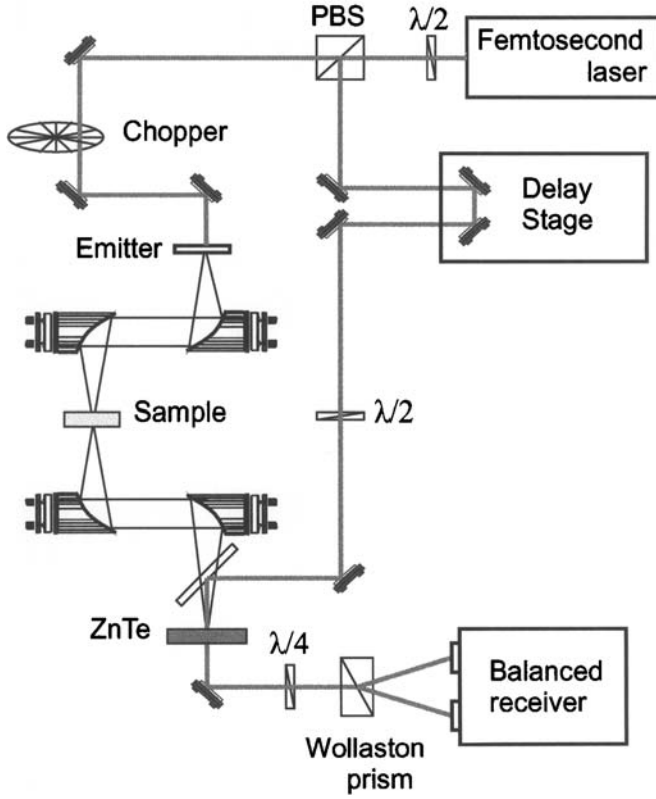 PBS
λ/2
Femtosecond
laser
Chopper
Delay
Stage
Emitter
Sample
λ/2
ZnTe
λ/4
Balanced
receiver
Wollaston
prism